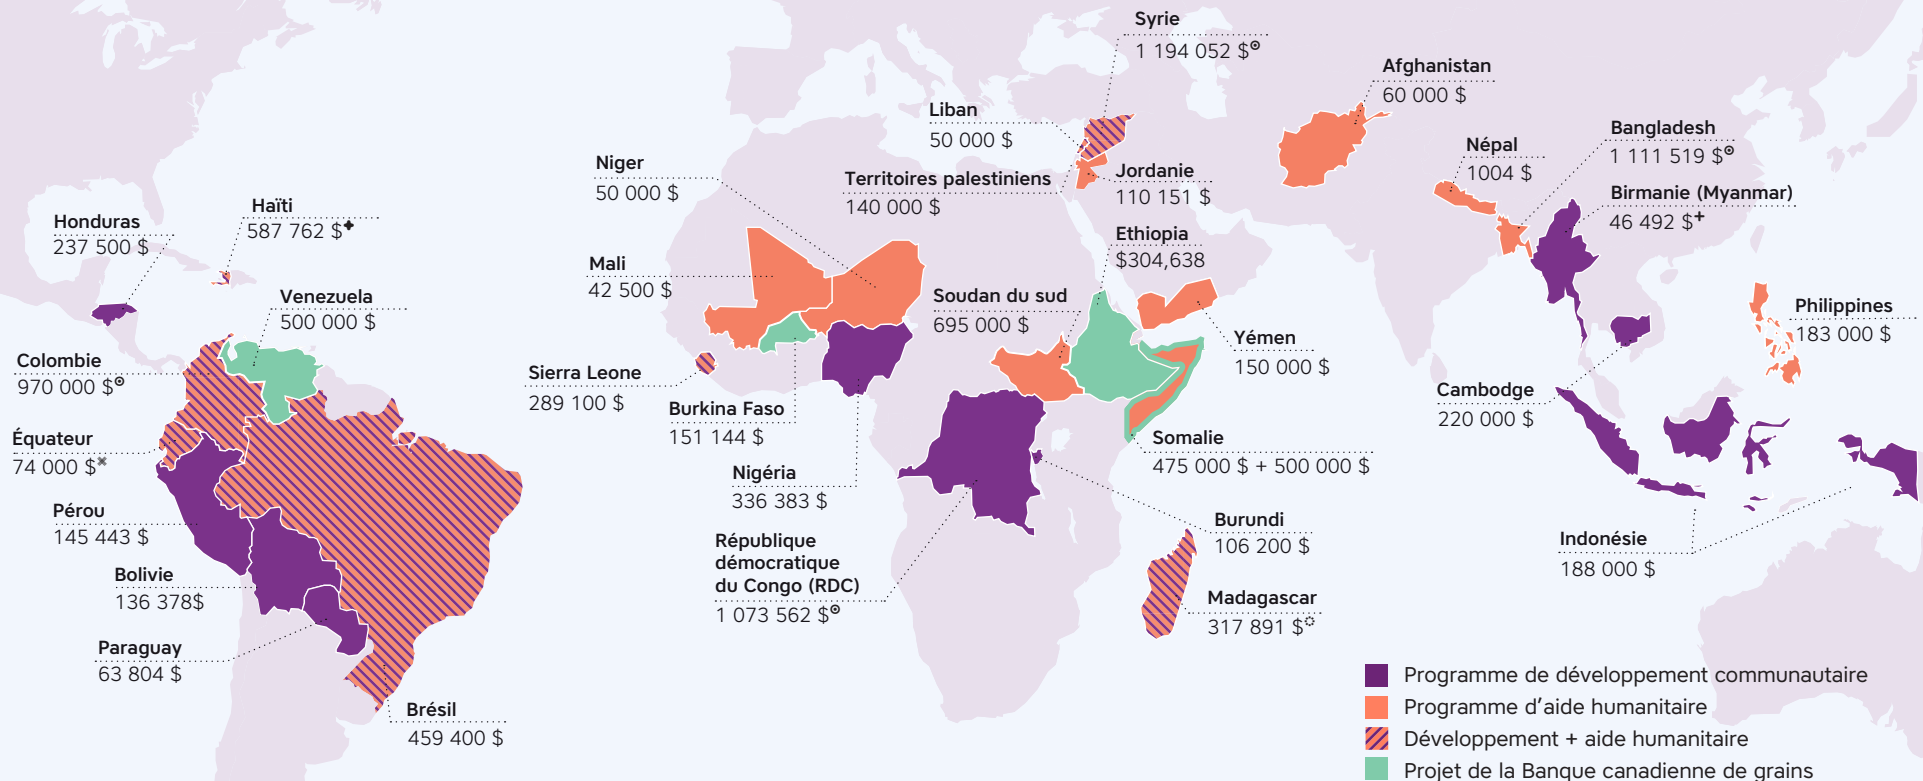 Syrie
1 194 052 $⊙
Afghanistan
60 000 $
Liban
50 000 $
Bangladesh
1 111 519 $⊙
Népal
1004 $
Niger
50 000 $
Territoires palestiniens
140 000 $
Jordanie
110 151 $
Birmanie (Myanmar)
46 492 $+
Honduras
237 500 $
Haïti
587 762 $✚
Ethiopia
$304,638
Mali
42 500 $
Venezuela
500 000 $
Soudan du sud
695 000 $
Philippines
183 000 $
Yémen
150 000 $
Colombie
970 000 $⊙
Sierra Leone
289 100 $
Cambodge
220 000 $
Burkina Faso
151 144 $
Équateur
74 000 $✖
Somalie
475 000 $ + 500 000 $
Nigéria
336 383 $
Pérou
145 443 $
Burundi
106 200 $
Indonésie
188 000 $
République
démocratique
du Congo (RDC)
1 073 562 $⊙
Bolivie
136 378$
Madagascar
317 891 $◌
Paraguay
63 804 $
Brésil
459 400 $
Programme de développement communautaire
Programme d’aide humanitaire
Développement + aide humanitaire
Projet de la Banque canadienne de grains